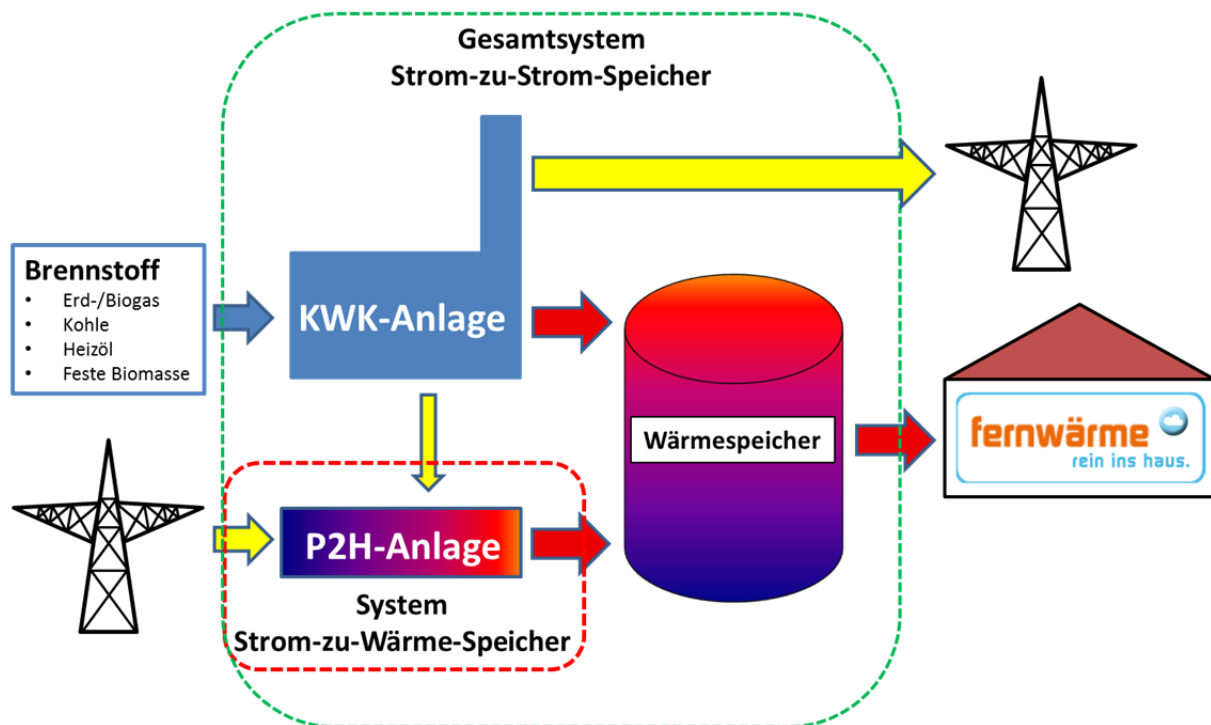 Gesamtsystem
Strom-zu-Strom-Speicher
Brennstoff
• Erd-/Biogas
• Kohle
• Heizöl
• Feste Biomasse
KWK-Anlage
Wärmespeicher
fernwärme
rein ins haus.
P2H-Anlage
System
Strom-zu-Wärme-Speicher